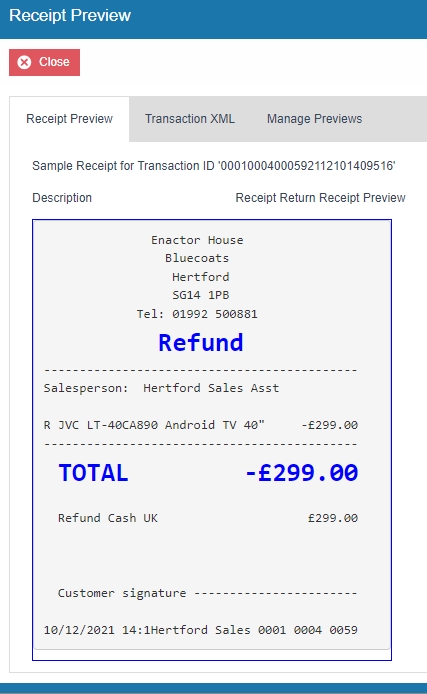 Receipt Preview
Close
Receipt Preview Transaction XML Manage Previews
Sample Receipt for Transaction ID '00010004000592112101409516'
Description Receipt Return Receipt Preview
Enactor House
Bluecoats
Hertford
SG14 1PB
Tel: 01992 500881
Refund
--------------------------------------------
Salesperson: Hertford Sales Asst
R JVC LT-40CA890 Android TV 40" -£299.00
--------------------------------------------
TOTAL -£299.00
Refund Cash UK £299.00
Customer signature -----------------------
10/12/2021 14:1Hertford Sales 0001 0004 0059